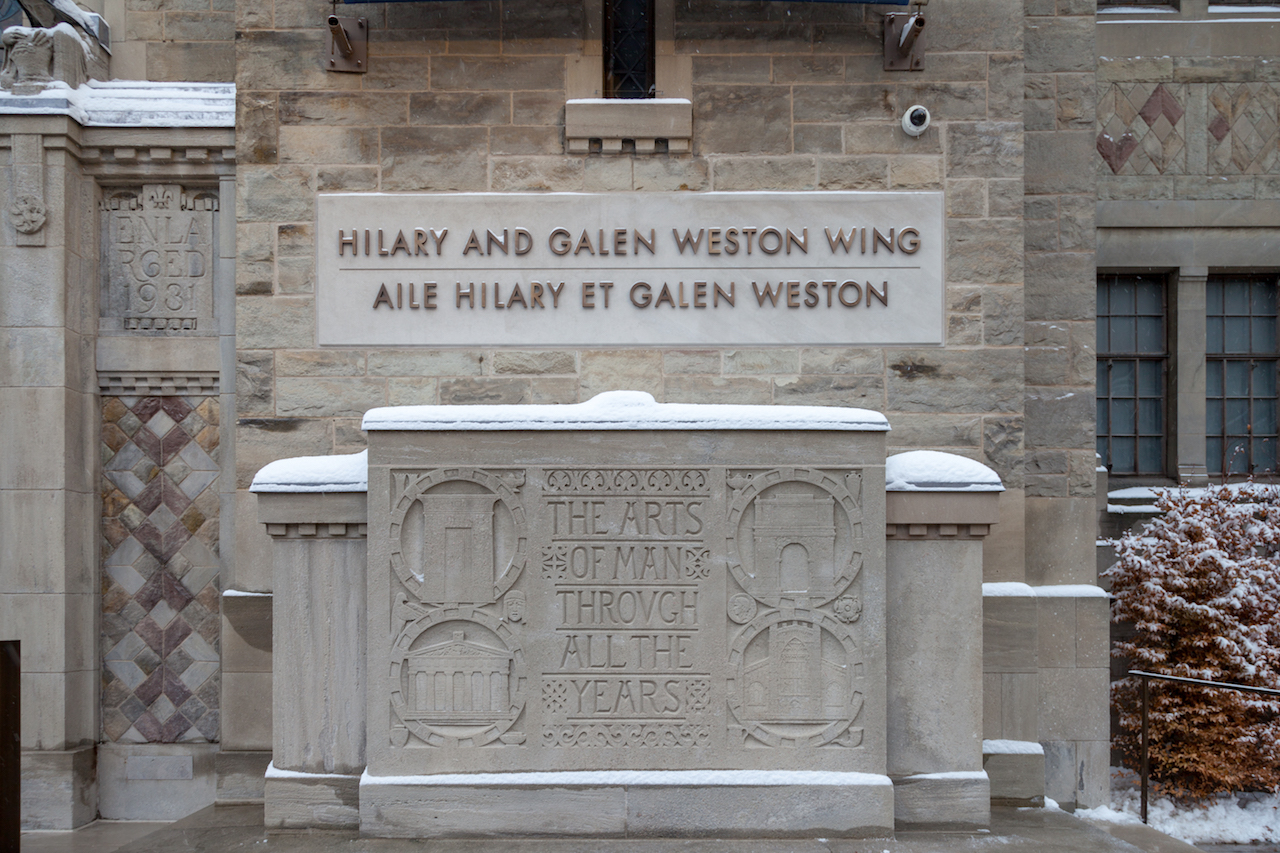 HILARY AND GALEN WESTON WING
AILE HILARY ET GALEN WESTON
ENLA
RGED
1931
THE ARTS
OF MAN
THROVGH
ALL THE
YEARS